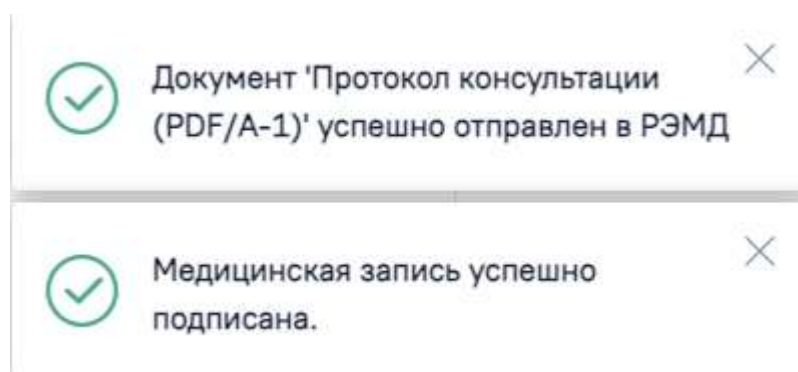 Документ 'Протокол консультации
(PDF/A-1)' успешно отправлен в РЭМД
Медицинская запись успешно
подписана.